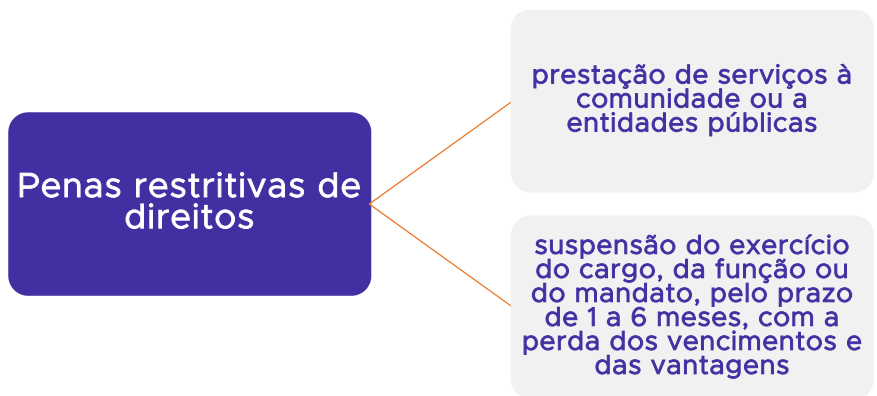 Penas restritivas de
direitos
prestação de serviços à
comunidade ou a
entidades públicas
suspensão do exercício
do cargo, da função ou
do mandato, pelo prazo
de 1 a 6 meses, com a
perda dos vencimentos e
das vantagens